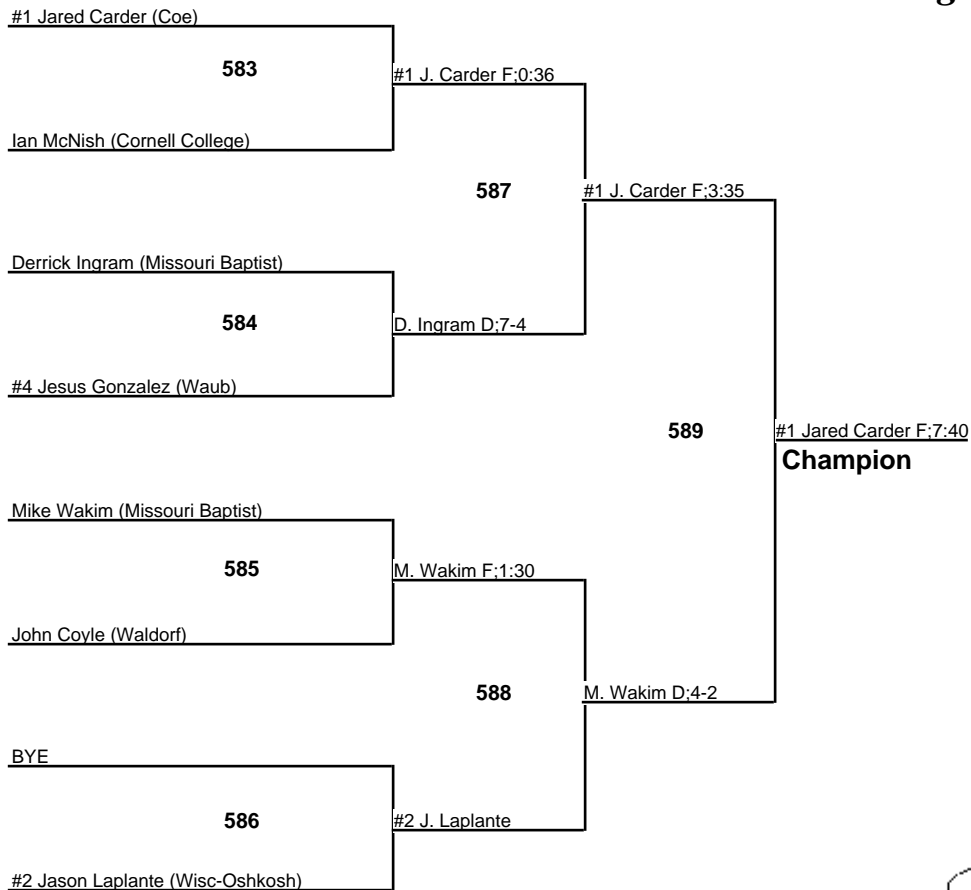 #1 Jared Carder (Coe)
583
#1 J. Carder F;0:36
Ian McNish (Cornell College)
587
#1 J. Carder F;3:35
Derrick Ingram (Missouri Baptist)
584
D. Ingram D;7-4
#4 Jesus Gonzalez (Waub)
589
#1 Jared Carder F;7:40
Champion
Mike Wakim (Missouri Baptist)
585
M. Wakim F;1:30
John Coyle (Waldorf)
588
M. Wakim D;4-2
BYE
586
#2 J. Laplante
#2 Jason Laplante (Wisc-Oshkosh)